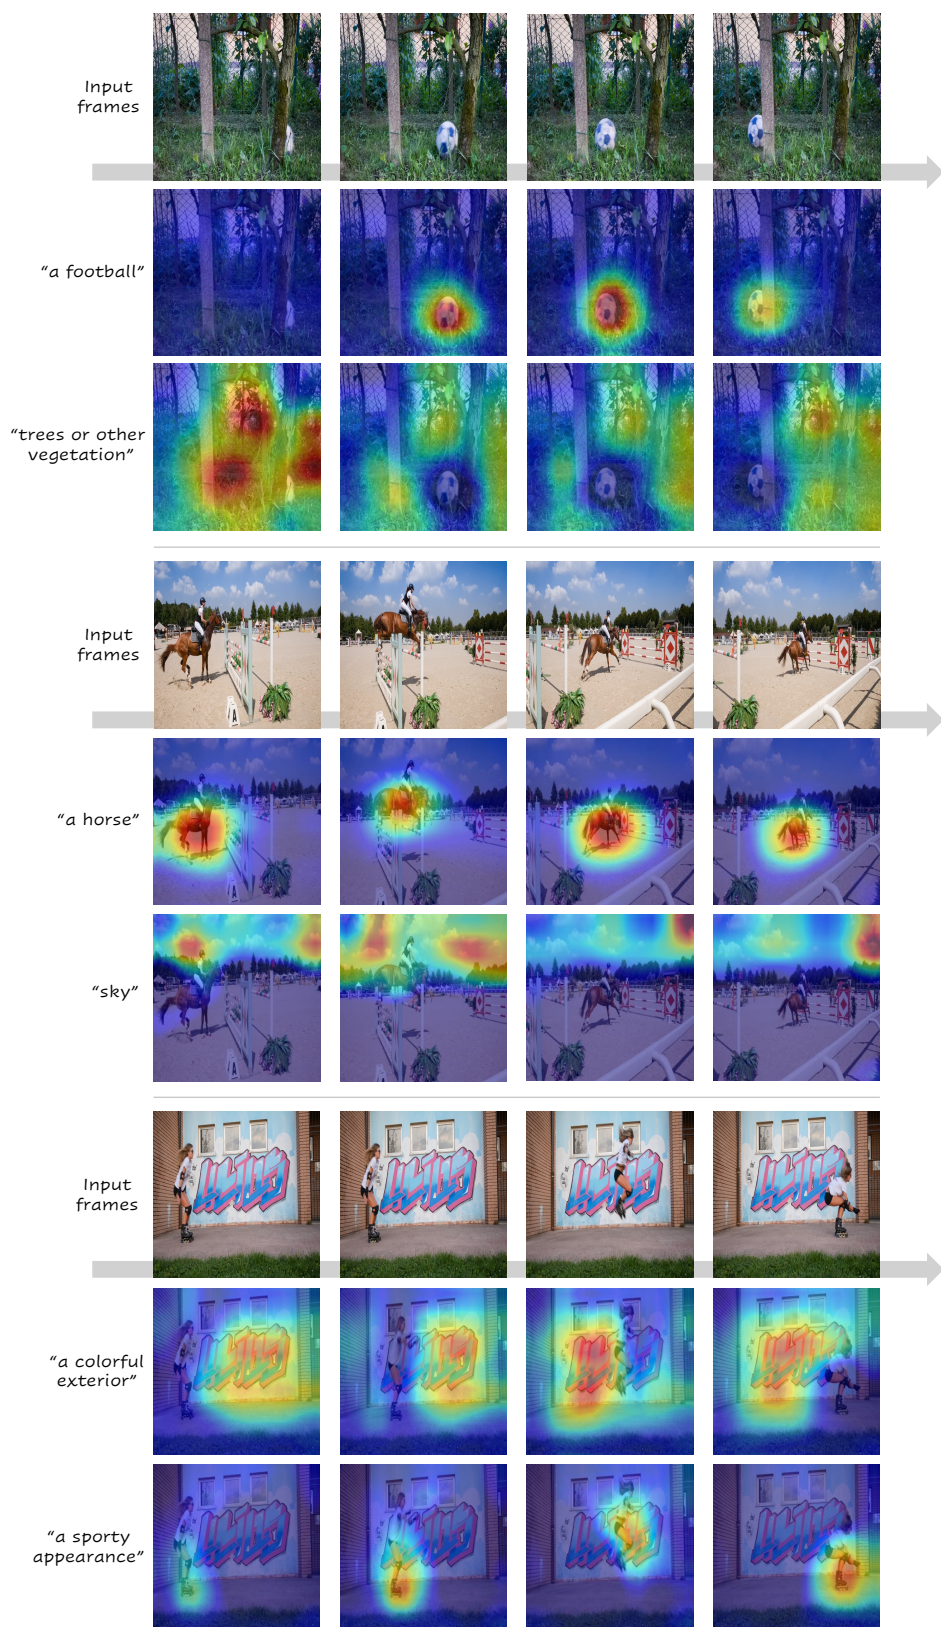 Input
frames
“a football”
“trees or other
vegetation”
Input
frames
“a horse”
A
“sky”
Input
frames
“a colorful
exterior”
“a sporty
appearance”